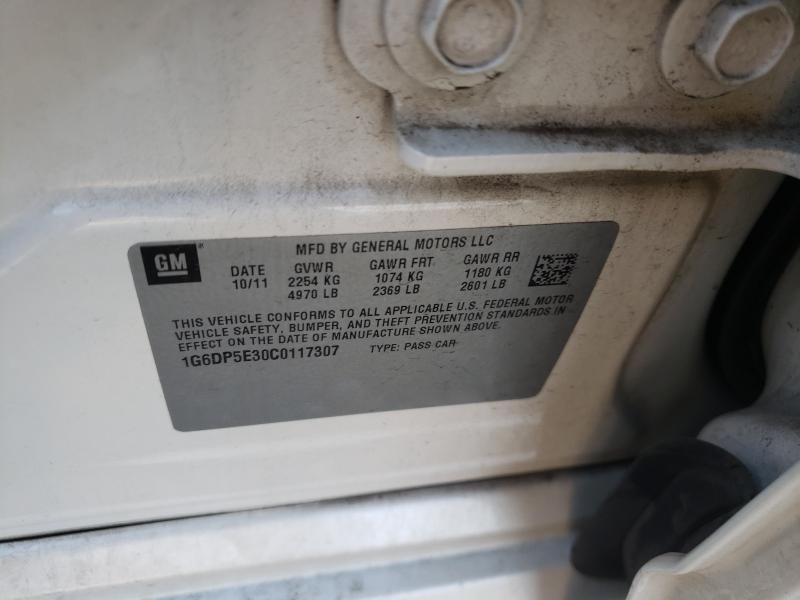 GM ® MFD BY GENERAL MOTORS LLC
DATE GVWR GAWR FRT GAWR RR
10/11 2254 KG 1074 KG 1180 KG
4970 LB 2369 LB 2601 LB
THIS VEHICLE CONFORMS TO ALL APPLICABLE U.S. FEDERAL MOTOR
VEHICLE SAFETY, BUMPER, AND THEFT PREVENTION STANDARDS IN
EFFECT ON THE DATE OF MANUFACTURE SHOWN ABOVE.
1G6DP5E30C0117307 TYPE: PASS CAR